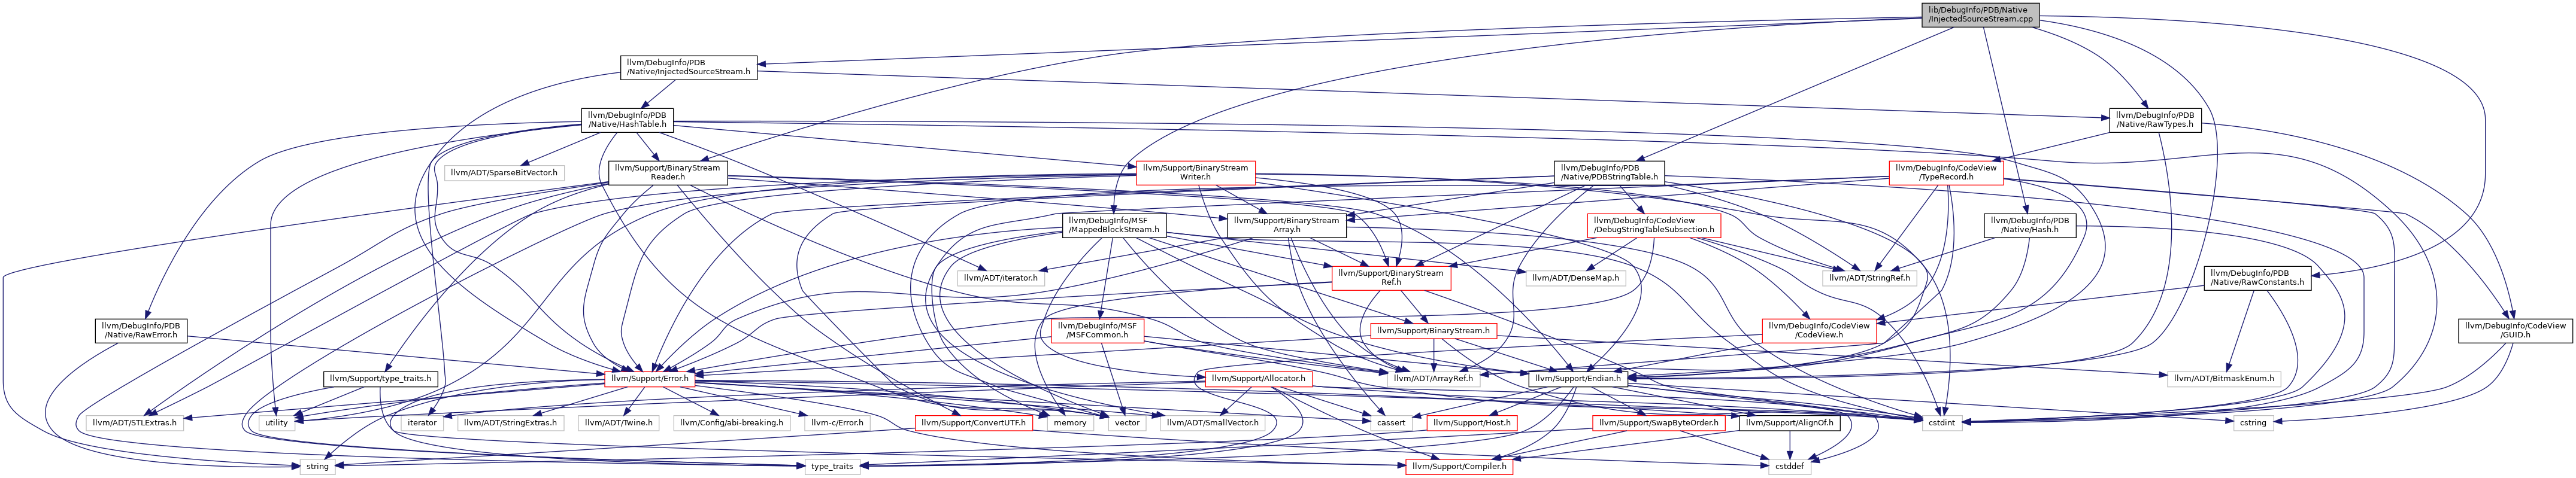 lib/DebugInfo/PDB/Native
/InjectedSourceStream.cpp
llvm/DebugInfo/PDB
/Native/InjectedSourceStream.h
llvm/DebugInfo/PDB
/Native/HashTable.h
llvm/DebugInfo/PDB
/Native/RawTypes.h
llvm/ADT/SparseBitVector.h
llvm/Support/BinaryStream
Reader.h
llvm/Support/BinaryStream
Writer.h
llvm/DebugInfo/PDB
/Native/PDBStringTable.h
llvm/DebugInfo/CodeView
/TypeRecord.h
llvm/DebugInfo/MSF
/MappedBlockStream.h
llvm/Support/BinaryStream
Array.h
llvm/DebugInfo/CodeView
/DebugStringTableSubsection.h
llvm/DebugInfo/PDB
/Native/Hash.h
llvm/ADT/iterator.h
llvm/Support/BinaryStream
Ref.h
llvm/ADT/DenseMap.h
llvm/ADT/StringRef.h
llvm/DebugInfo/PDB
/Native/RawConstants.h
llvm/DebugInfo/PDB
/Native/RawError.h
llvm/DebugInfo/MSF
/MSFCommon.h
llvm/Support/BinaryStream.h
llvm/DebugInfo/CodeView
/CodeView.h
llvm/DebugInfo/CodeView
/GUID.h
llvm/Support/type_traits.h
llvm/Support/Error.h
llvm/Support/Allocator.h
llvm/ADT/ArrayRef.h
llvm/Support/Endian.h
llvm/ADT/BitmaskEnum.h
llvm/ADT/STLExtras.h
utility
iterator
llvm/ADT/StringExtras.h
llvm/ADT/Twine.h
llvm/Config/abi-breaking.h
llvm-c/Error.h
llvm/Support/ConvertUTF.h
memory
vector
llvm/ADT/SmallVector.h
cassert
llvm/Support/Host.h
llvm/Support/SwapByteOrder.h
llvm/Support/AlignOf.h
cstdint
cstring
string
type_traits
llvm/Support/Compiler.h
cstddef